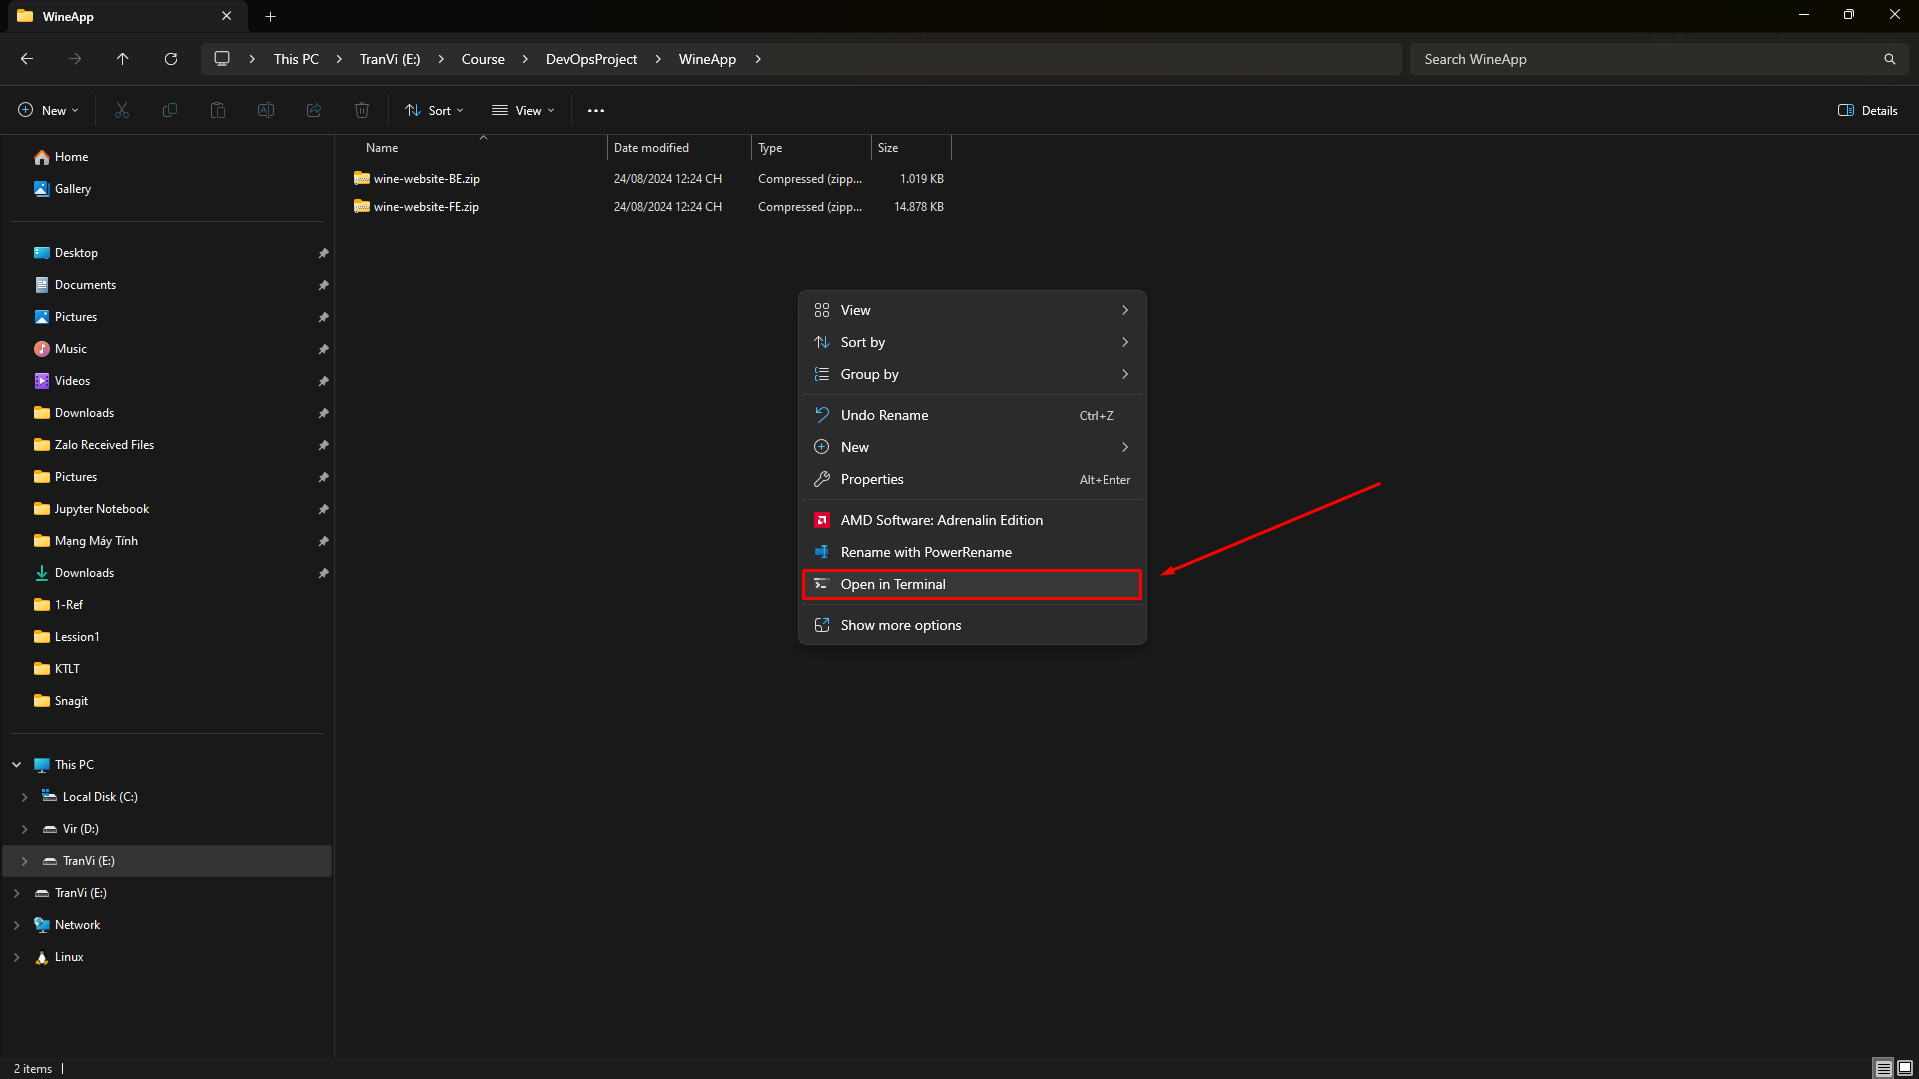 WineApp
This PC
TranVi (E:)
Course
DevOpsProject
WineApp
Search WineApp
New
Sort
View
Details
Home
Gallery
Desktop
Documents
Pictures
Music
Videos
Downloads
Zalo Received Files
Pictures
Jupyter Notebook
Mạng Máy Tính
Downloads
1-Ref
Lession1
KTLT
Snagit
This PC
Local Disk (C:)
Vir (D:)
TranVi (E:)
TranVi (E:)
Network
Linux
Name Date modified Type Size
wine-website-BE.zip 24/08/2024 12:24 CH Compressed (zipp... 1.019 KB
wine-website-FE.zip 24/08/2024 12:24 CH Compressed (zipp... 14.878 KB
View
Sort by
Group by
Undo Rename Ctrl+Z
New
Properties Alt+Enter
AMD Software: Adrenalin Edition
Rename with PowerRename
Open in Terminal
Show more options
2 items